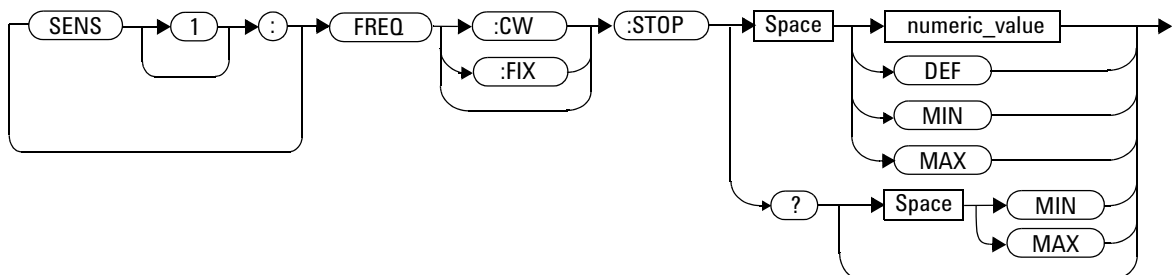 SENS 1 : FREQ :CW :STOP Space numeric_value
:FIX DEF
MIN
MAX
? Space MIN
MAX